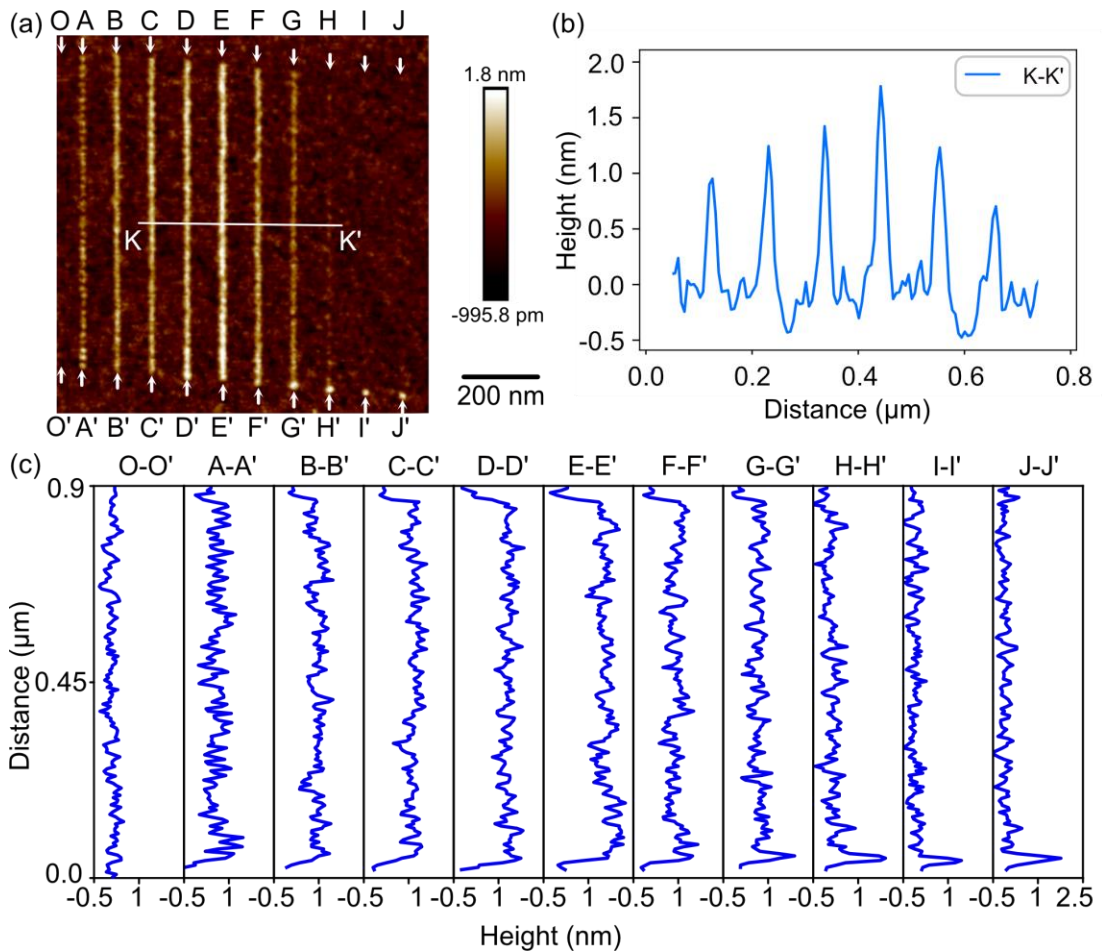 (a)
O A B C D E F G H I J
K K'
O' A' B' C' D' E' F' G' H' I' J'
1.8 nm
-995.8 pm
200 nm
(b)
K-K'
Height (nm)
2.0
1.5
1.0
0.5
0.0
-0.5
0.0 0.2 0.4 0.6 0.8
Distance (µm)
(c)
O-O' A-A' B-B' C-C' D-D' E-E' F-F' G-G' H-H' I-I' J-J'
Distance (µm)
0.9
0.45
0.0
-0.5 1 -0.5 1 -0.5 1 -0.5 1 -0.5 1 -0.5 1 -0.5 1 -0.5 1 -0.5 1 -0.5 1 -0.5 1 2.5
Height (nm)